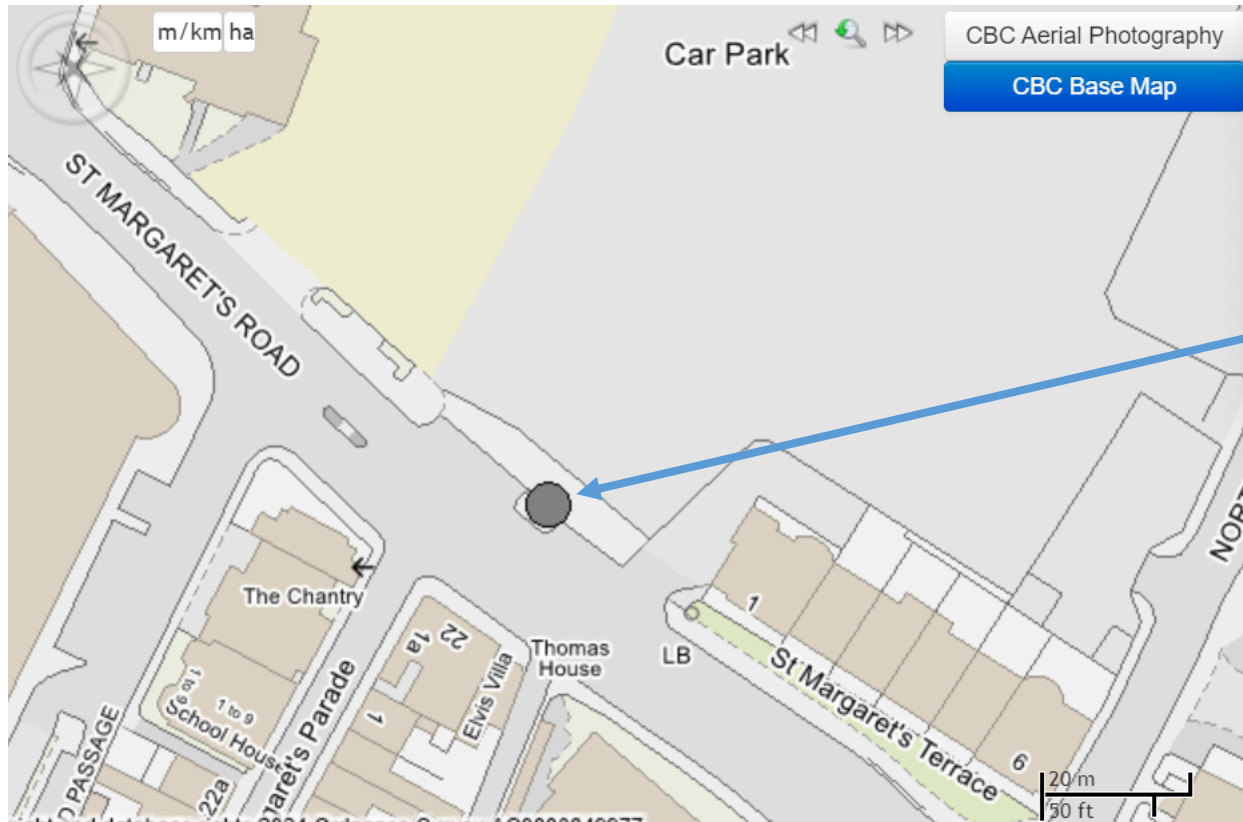 m/km ha
Car Park
CBC Aerial Photography
CBC Base Map
ST MARGARET'S ROAD
The Chantry
1 to 9
1 to 9
School House
garet's Parade
22a
D PASSAGE
1a
22
1
Elvis Villa
Thomas
House
LB
1
St Margaret's Terrace
6
NORT
20 m
50 ft